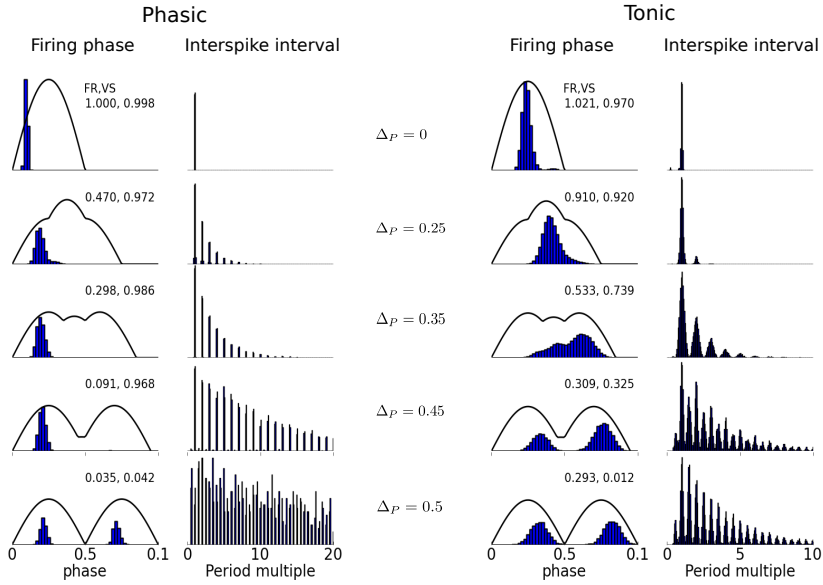 Phasic
Tonic
Firing phase
Interspike interval
Firing phase
Interspike interval
FR,VS
1.000, 0.998
Δ_P = 0
FR,VS
1.021, 0.970
0.470, 0.972
Δ_P = 0.25
0.910, 0.920
0.298, 0.986
Δ_P = 0.35
0.533, 0.739
0.091, 0.968
Δ_P = 0.45
0.309, 0.325
0.035, 0.042
Δ_P = 0.5
0.293, 0.012
0 0.5 0.1
0 10 20
0 0.5 0.1
0 5 10
phase
Period multiple
phase
Period multiple